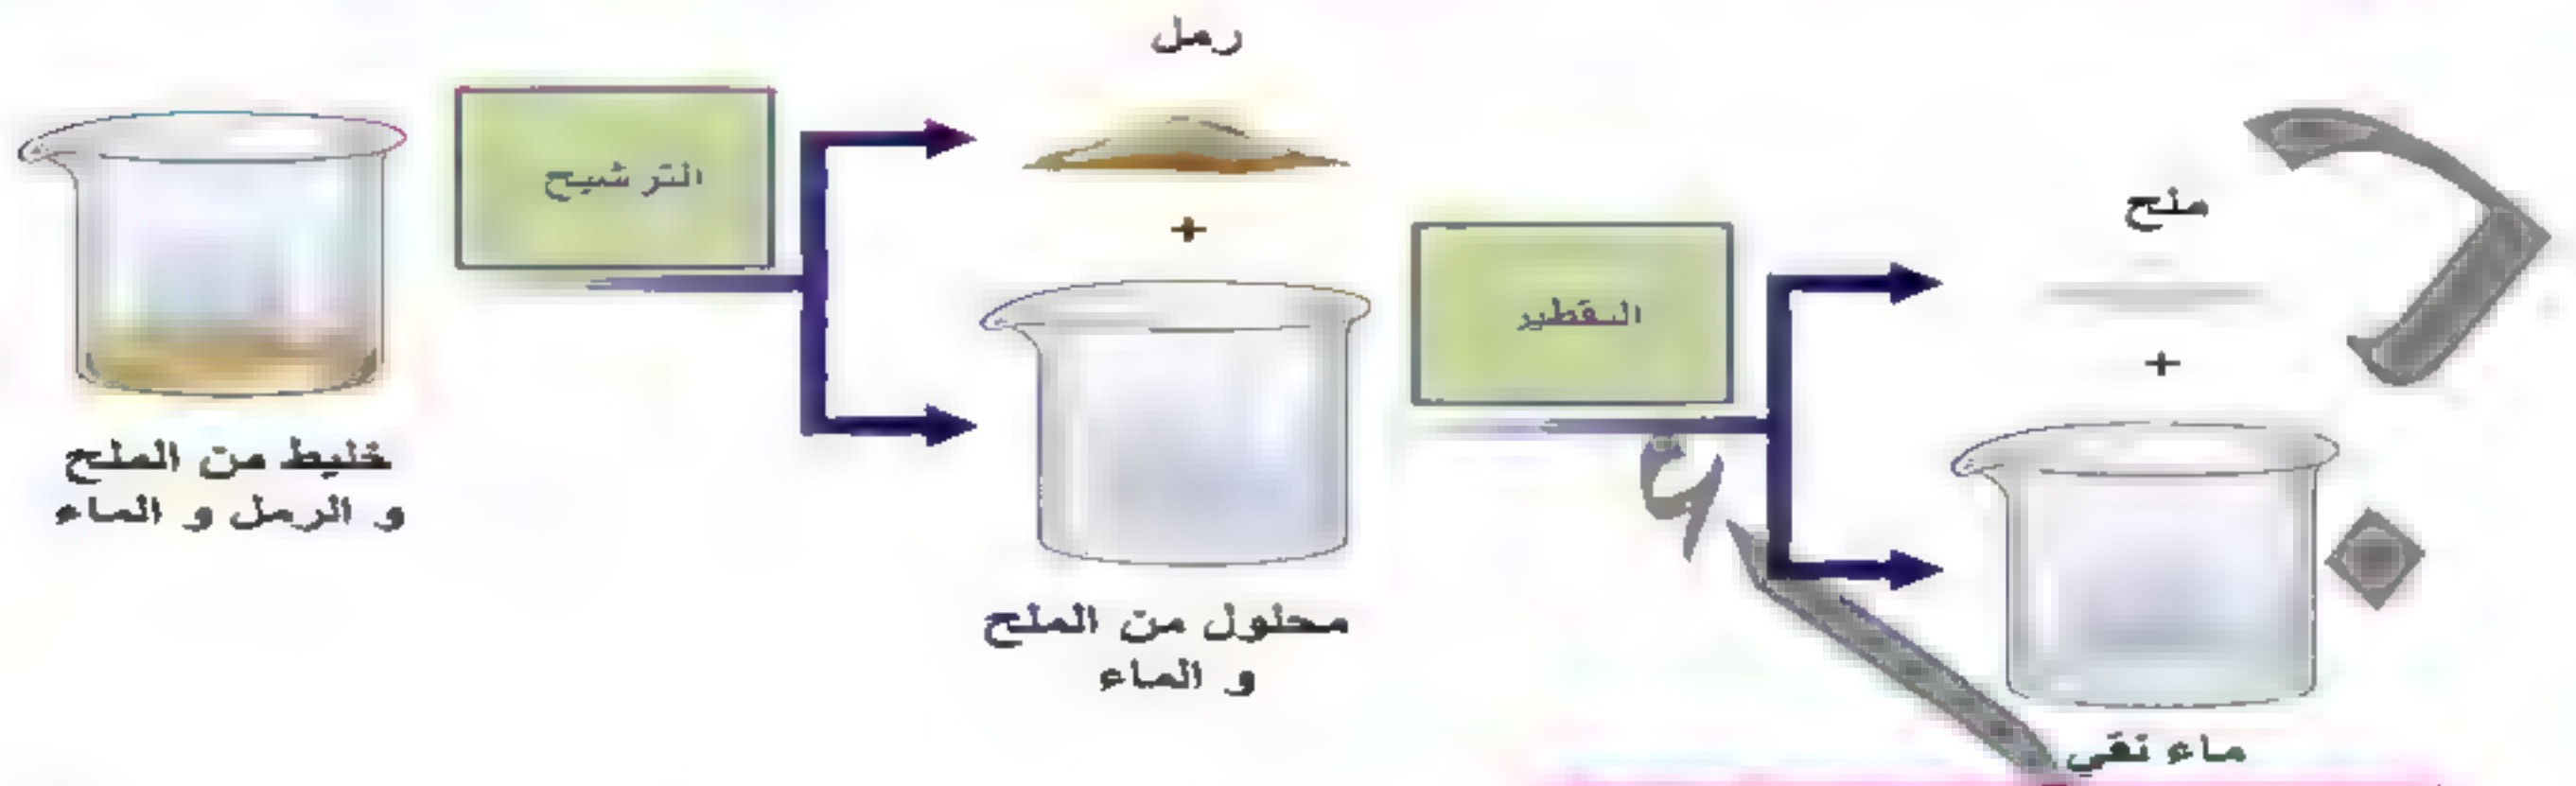 رمل
الترشيح
+
خليط من الملح
و الرمل و الماء
التقطير
محلول من الملح
و الماء
ملح
+
ماء نقي